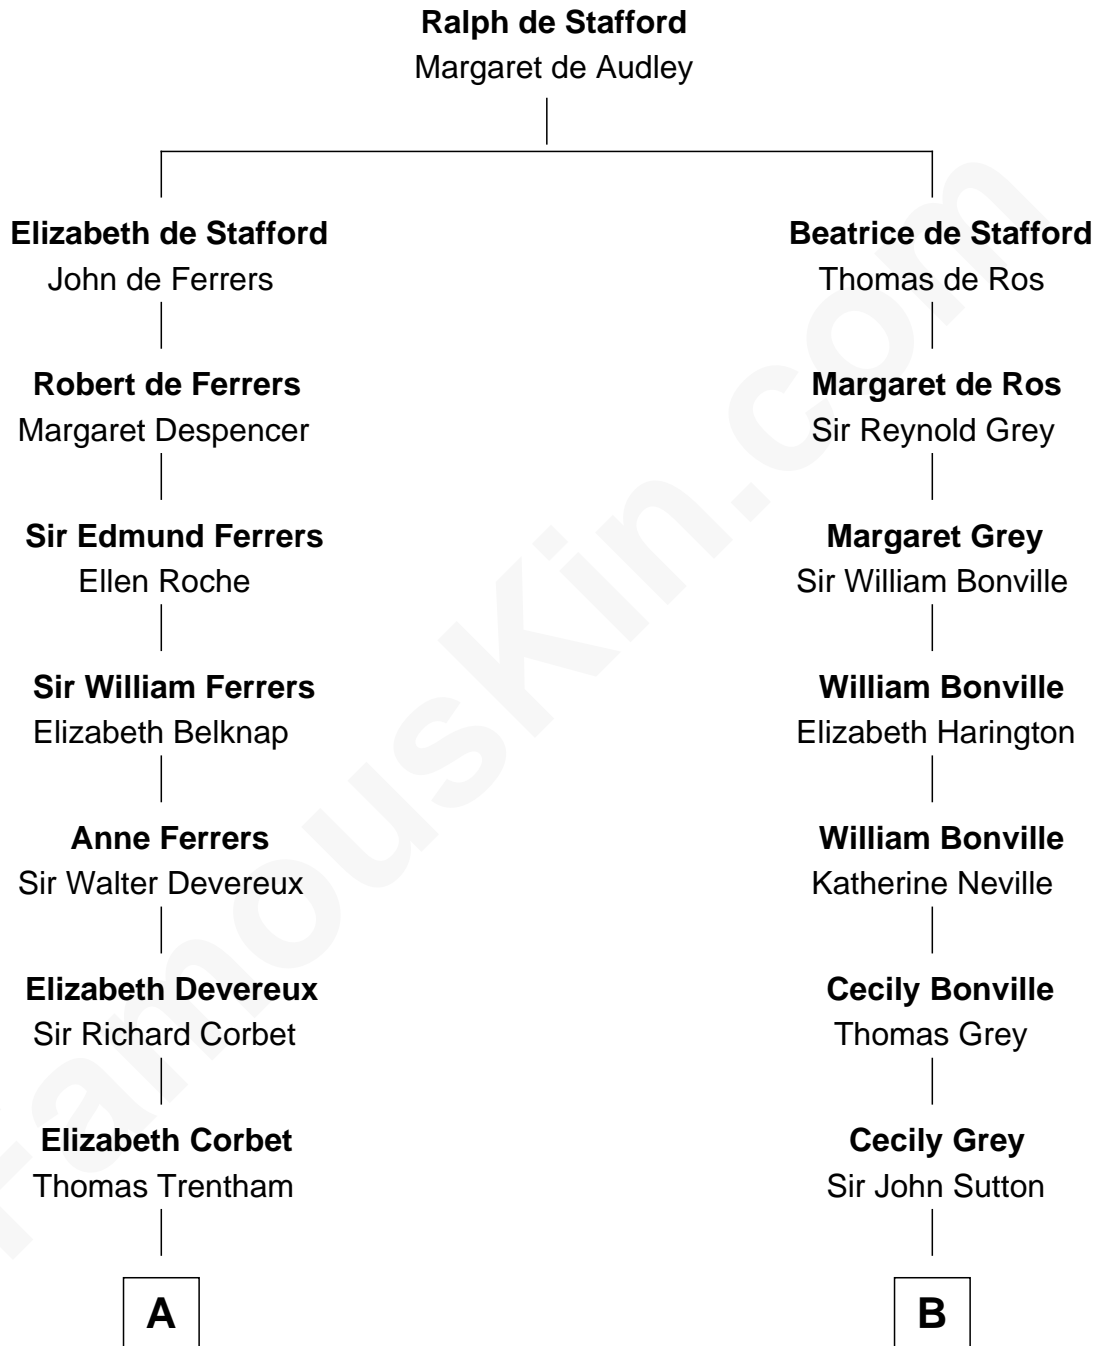 Ralph de Stafford
Margaret de Audley
Elizabeth de Stafford
John de Ferrers
Robert de Ferrers
Margaret Despencer
Sir Edmund Ferrers
Ellen Roche
Sir William Ferrers
Elizabeth Belknap
Anne Ferrers
Sir Walter Devereux
Elizabeth Devereux
Sir Richard Corbet
Elizabeth Corbet
Thomas Trentham
A
Beatrice de Stafford
Thomas de Ros
Margaret de Ros
Sir Reynold Grey
Margaret Grey
Sir William Bonville
William Bonville
Elizabeth Harington
William Bonville
Katherine Neville
Cecily Bonville
Thomas Grey
Cecily Grey
Sir John Sutton
B
FamousKin.com